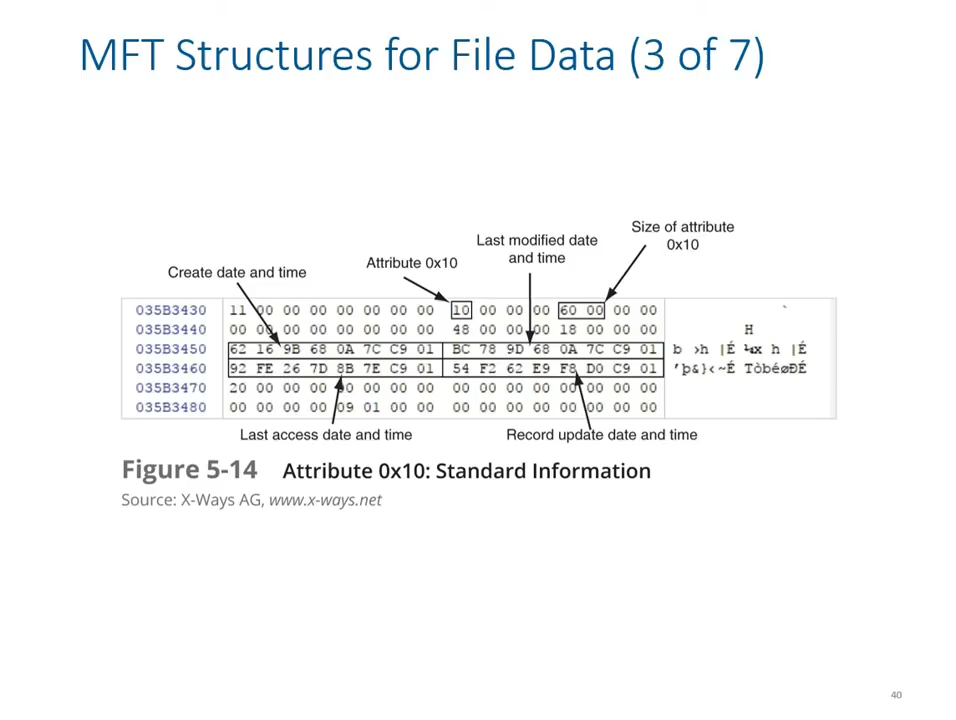 MFT Structures for File Data (3 of 7)
Size of attribute
0x10
Last modified date
and time
Attribute 0x10
Create date and time
035B3430 11 00 00 00 00 00 00 00 10 00 00 00 60 00 00 00 `
035B3440 00 00 00 00 00 00 00 00 48 00 00 00 18 00 00 00 H
035B3450 62 16 9B 68 0A 7C C9 01 BC 78 9D 68 0A 7C C9 01 b ›h |É ¼x h |É
035B3460 92 FE 26 7D 8B 7E C9 01 54 F2 62 E9 F8 D0 C9 01 ’þ&}‹~É TòbéøÐÉ
035B3470 20 00 00 00 00 00 00 00 00 00 00 00 00 00 00 00
035B3480 00 00 00 00 09 01 00 00 00 00 00 00 00 00 00 00
Last access date and time
Record update date and time
Figure 5-14 Attribute 0x10: Standard Information
Source: X-Ways AG, www.x-ways.net
40